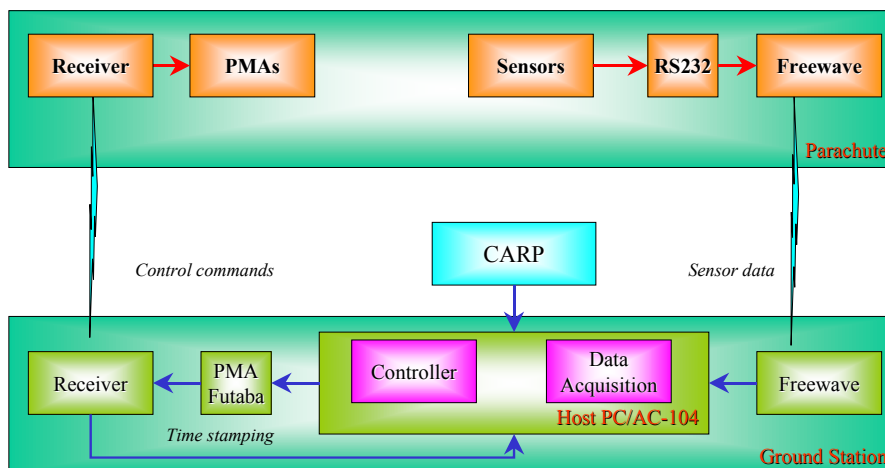 Receiver
PMAs
Sensors
RS232
Freewave
Parachute
CARP
Control commands
Sensor data
Receiver
PMA
Futaba
Controller
Data
Acquisition
Freewave
Host PC/AC-104
Time stamping
Ground Station